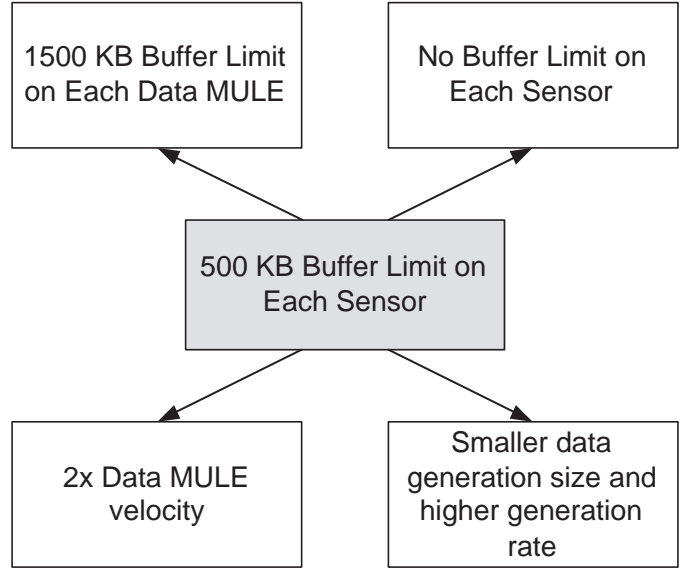 1500 KB Buffer Limit
on Each Data MULE
No Buffer Limit on
Each Sensor
500 KB Buffer Limit on
Each Sensor
2x Data MULE
velocity
Smaller data
generation size and
higher generation
rate